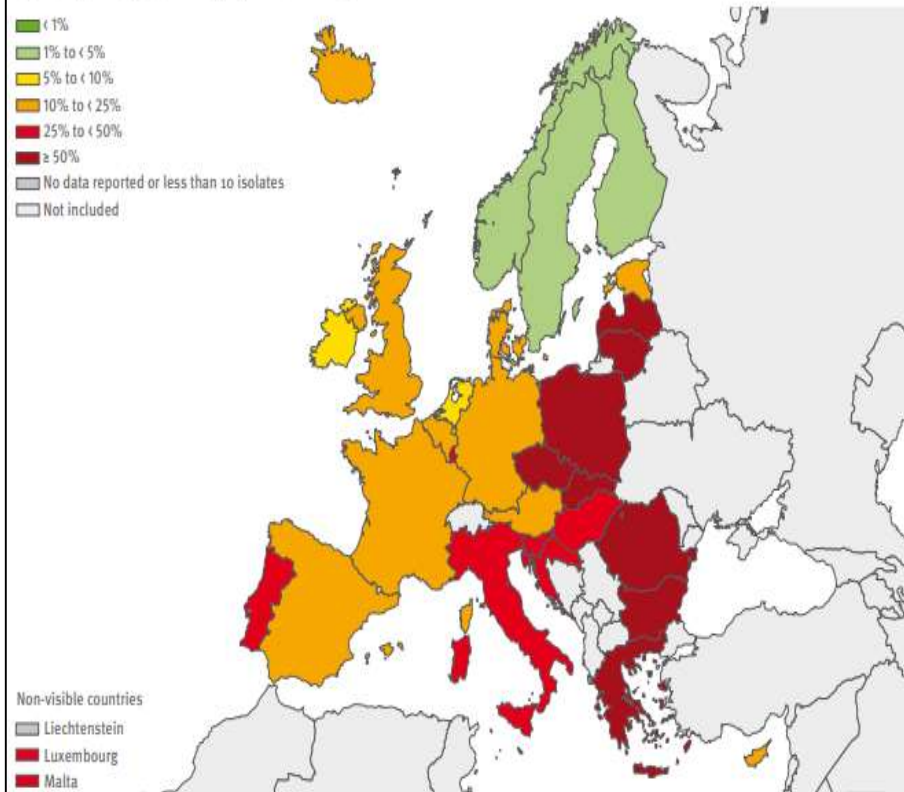 < 1%
1% to < 5%
5% to < 10%
10% to < 25%
25% to < 50%
≥ 50%
No data reported or less than 10 isolates
Not included
Non-visible countries
Liechtenstein
Luxembourg
Malta